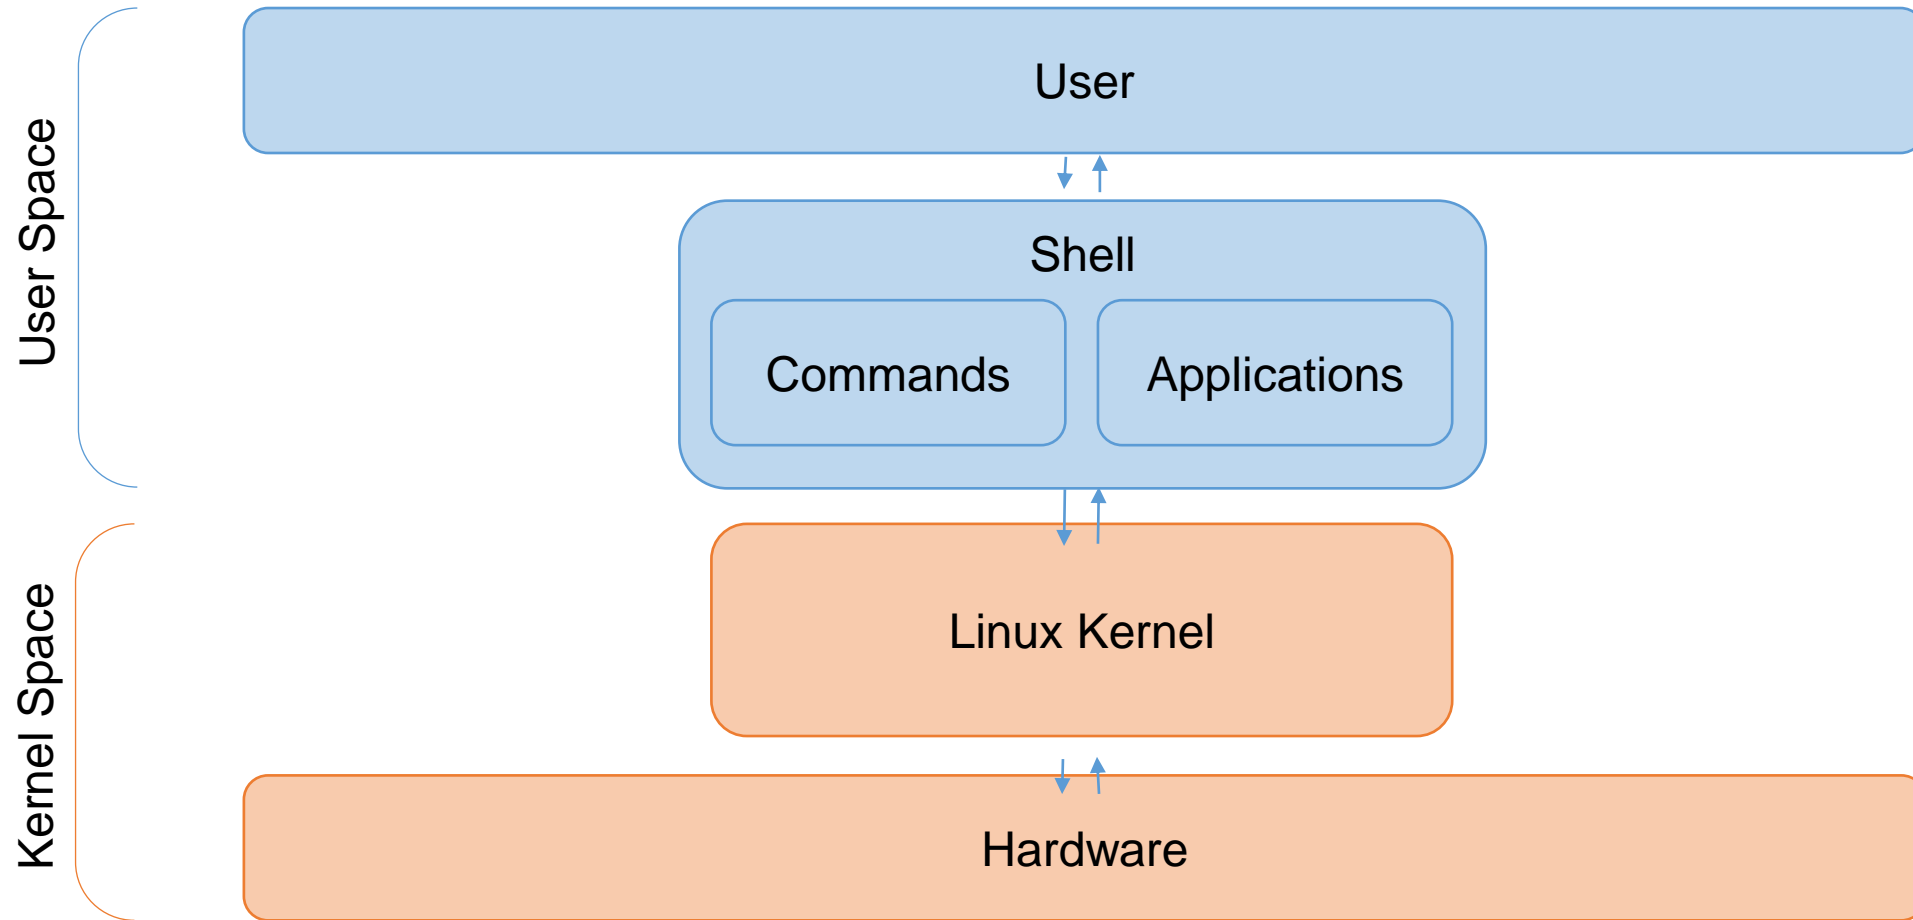 User Space
User
Shell
Commands
Applications
Kernel Space
Linux Kernel
Hardware